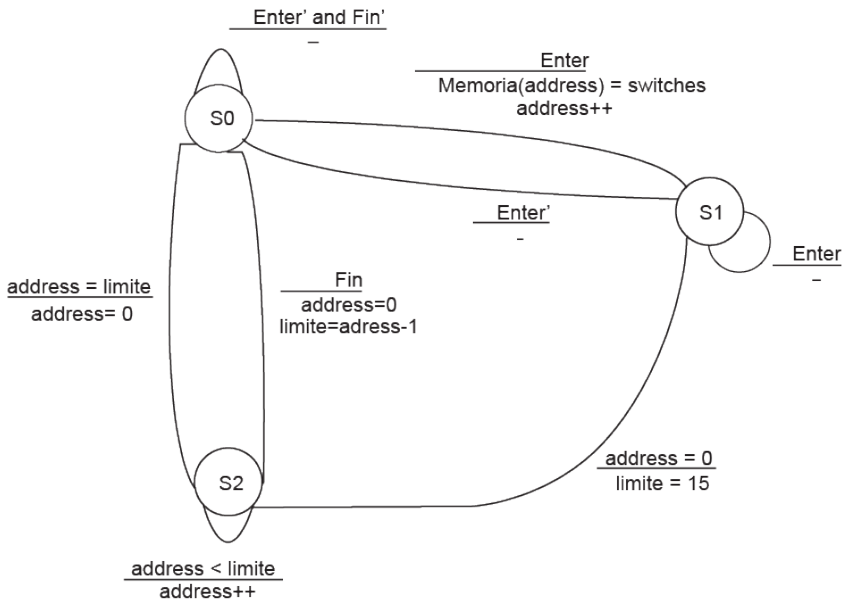 Enter’ and Fin’
–
S0
Enter
Memoria(address) = switches
address++
S1
Enter’
-
Enter
–
address = limite
address= 0
Fin
address=0
limite=adress-1
S2
address = 0
limite = 15
address < limite
address++